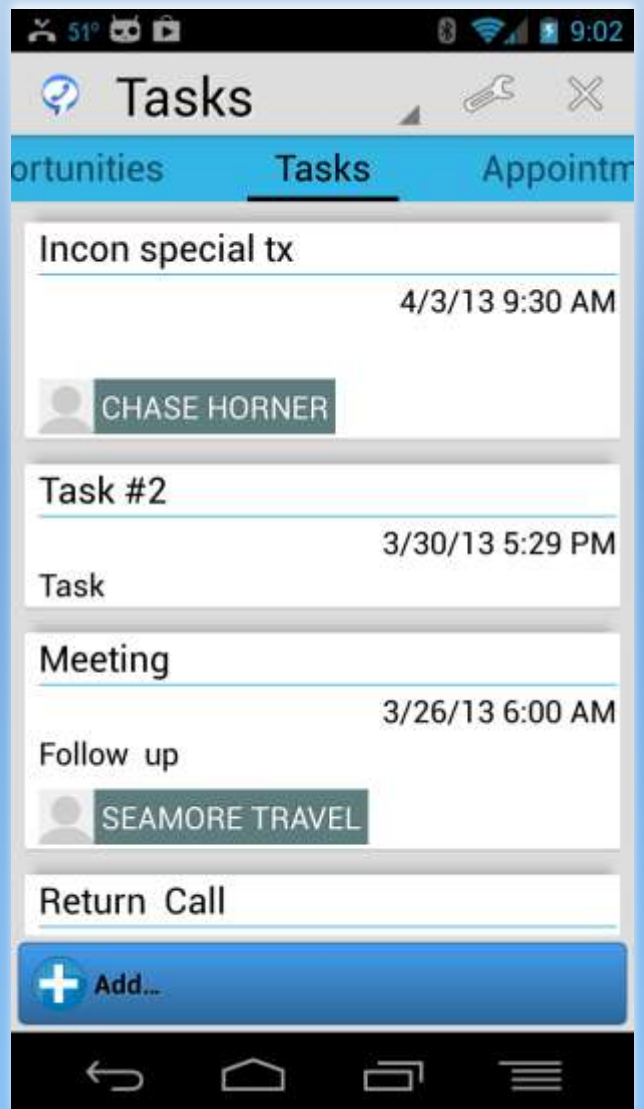 51° 9:02
Tasks
ortunities Tasks Appointm
Incon special tx
4/3/13 9:30 AM
CHASE HORNER
Task #2
3/30/13 5:29 PM
Task
Meeting
3/26/13 6:00 AM
Follow up
SEAMORE TRAVEL
Return Call
Add...